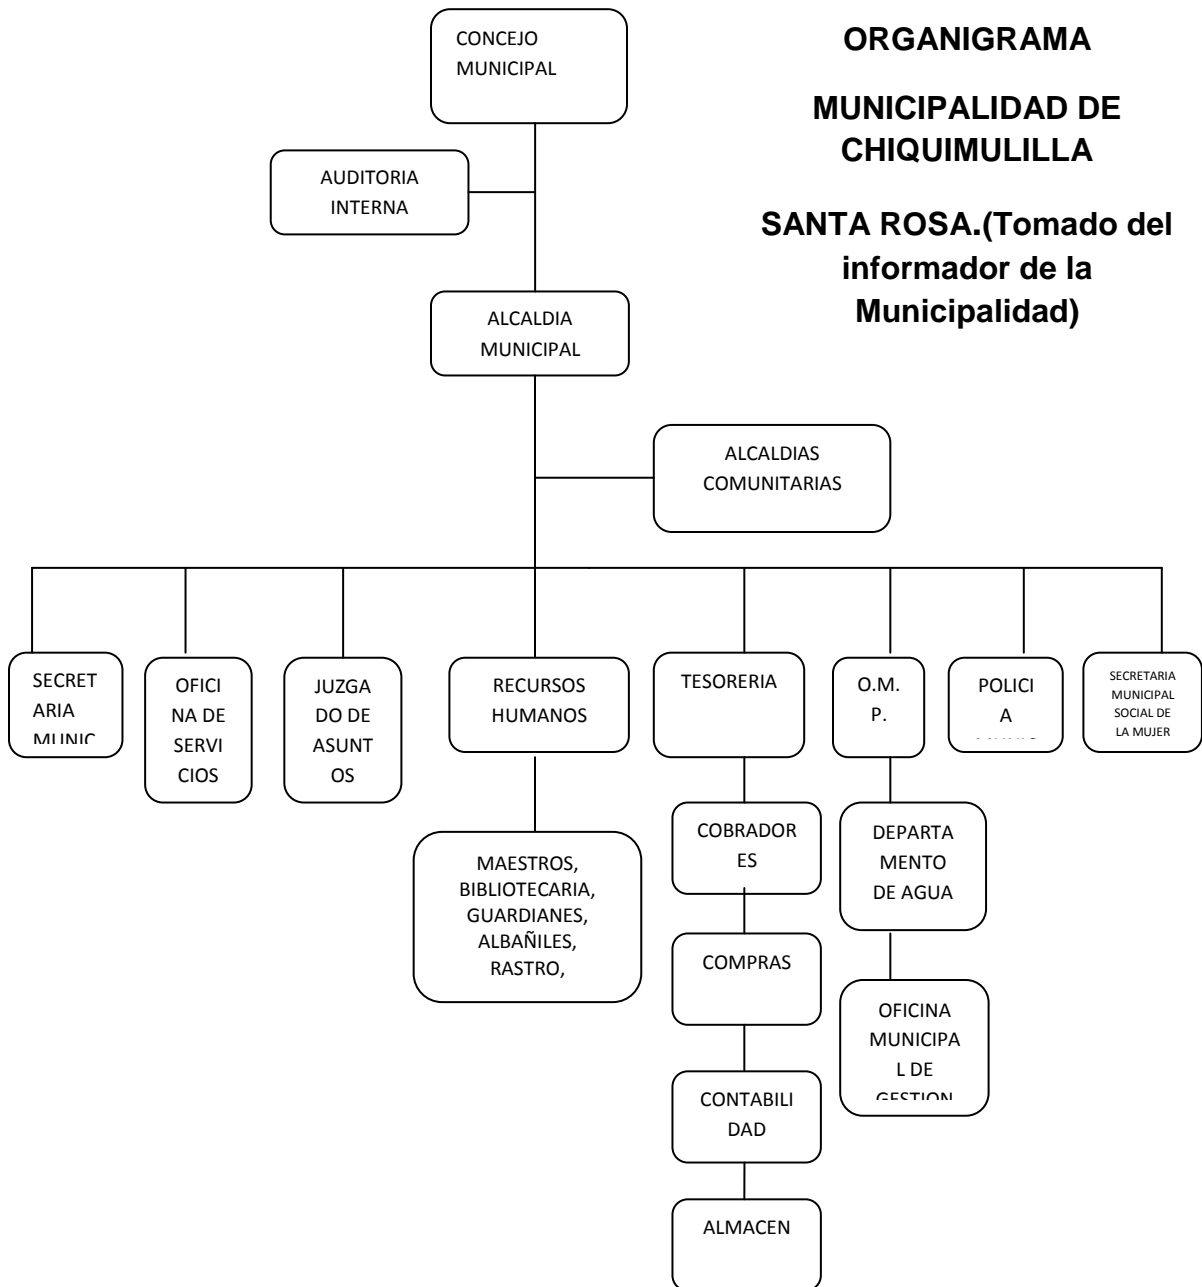 ORGANIGRAMA
MUNICIPALIDAD DE
CHIQUIMULILLA
SANTA ROSA.(Tomado del
informador de la
Municipalidad)
CONCEJO
MUNICIPAL
AUDITORIA
INTERNA
ALCALDIA
MUNICIPAL
ALCALDIAS
COMUNITARIAS
SECRET
ARIA
MUNIC
OFICI
NA DE
SERVI
CIOS
JUZGA
DO DE
ASUNT
OS
RECURSOS
HUMANOS
TESORERIA
O.M.
P.
POLICI
A
SECRETARIA
MUNICIPAL
SOCIAL DE
LA MUJER
MAESTROS,
BIBLIOTECARIA,
GUARDIANES,
ALBAÑILES,
RASTRO,
COBRADOR
ES
DEPARTA
MENTO
DE AGUA
COMPRAS
OFICINA
MUNICIPA
L DE
GESTION
CONTABILI
DAD
ALMACEN